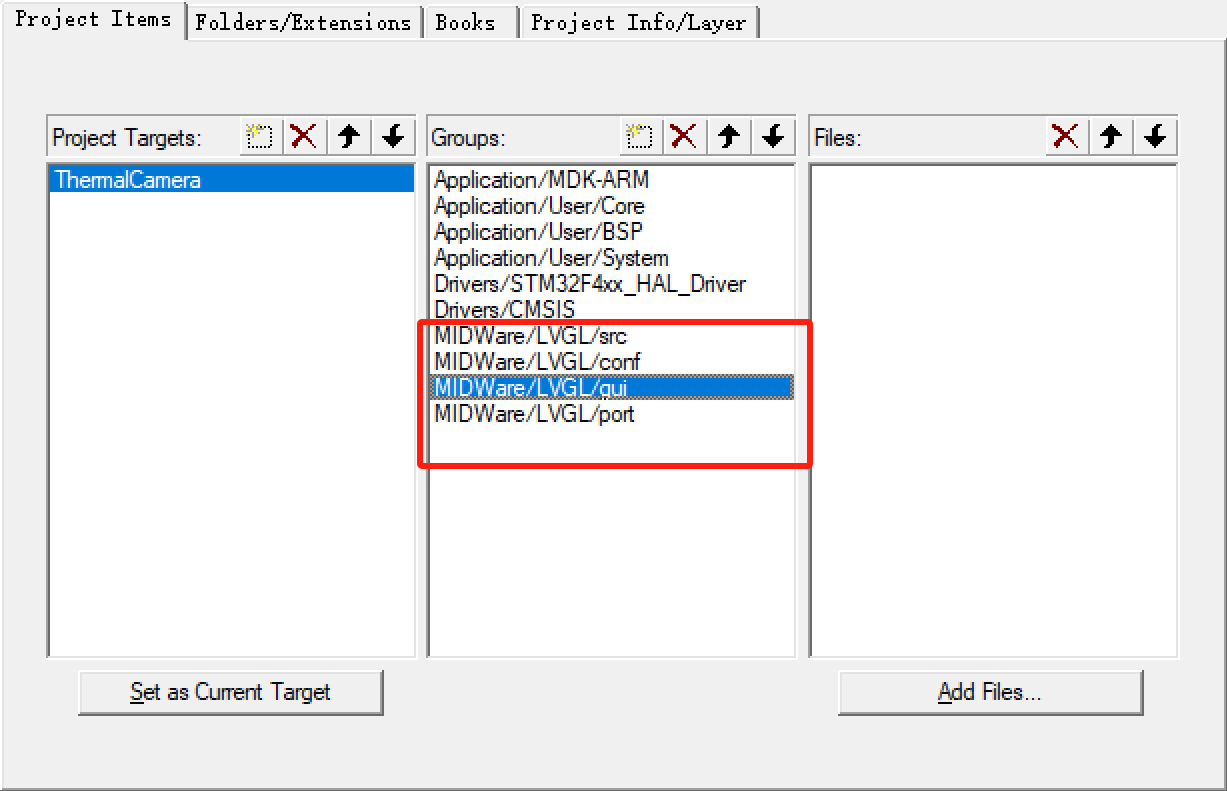 Project Items Folders/Extensions Books Project Info/Layer
Project Targets: Groups: Files:
ThermalCamera
Application/MDK-ARM
Application/User/Core
Application/User/BSP
Application/User/System
Drivers/STM32F4xx_HAL_Driver
Drivers/CMSIS
MIDWare/LVGL/src
MIDWare/LVGL/conf
MIDWare/LVGL/gui
MIDWare/LVGL/port
Set as Current Target Add Files...